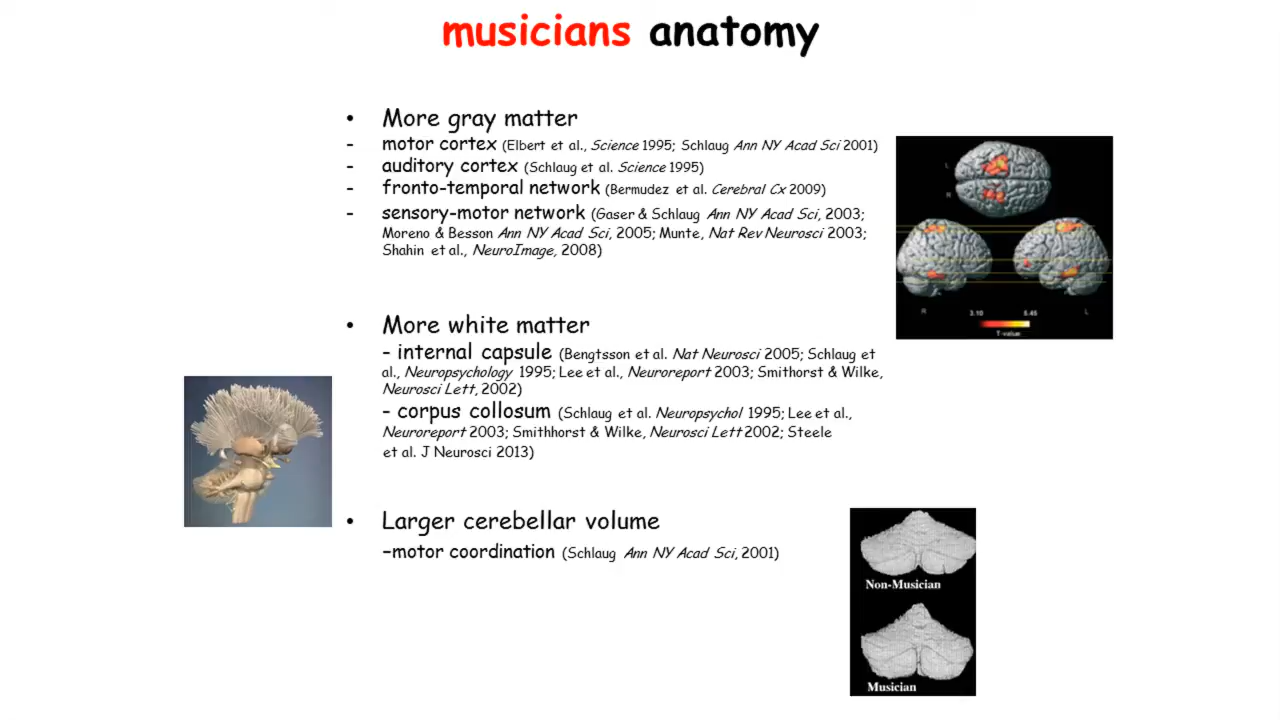 musicians anatomy
• More gray matter
- motor cortex (Elbert et al., Science 1995; Schlaug Ann NY Acad Sci 2001)
- auditory cortex (Schlaug et al. Science 1995)
- fronto-temporal network (Bermudez et al. Cerebral Cx 2009)
- sensory-motor network (Gaser & Schlaug Ann NY Acad Sci, 2003;
Moreno & Besson Ann NY Acad Sci, 2005; Munte, Nat Rev Neurosci 2003;
Shahin et al., NeuroImage, 2008)
L
R
R
3.10
5.45
L
T-value
• More white matter
- internal capsule (Bengtsson et al. Nat Neurosci 2005; Schlaug et
al., Neuropsychology 1995; Lee et al., Neuroreport 2003; Smithorst & Wilke,
Neurosci Lett, 2002)
- corpus collosum (Schlaug et al. Neuropsychol 1995; Lee et al.,
Neuroreport 2003; Smithhorst & Wilke, Neurosci Lett 2002; Steele
et al. J Neurosci 2013)
• Larger cerebellar volume
–motor coordination (Schlaug Ann NY Acad Sci, 2001)
Non-Musician
Musician